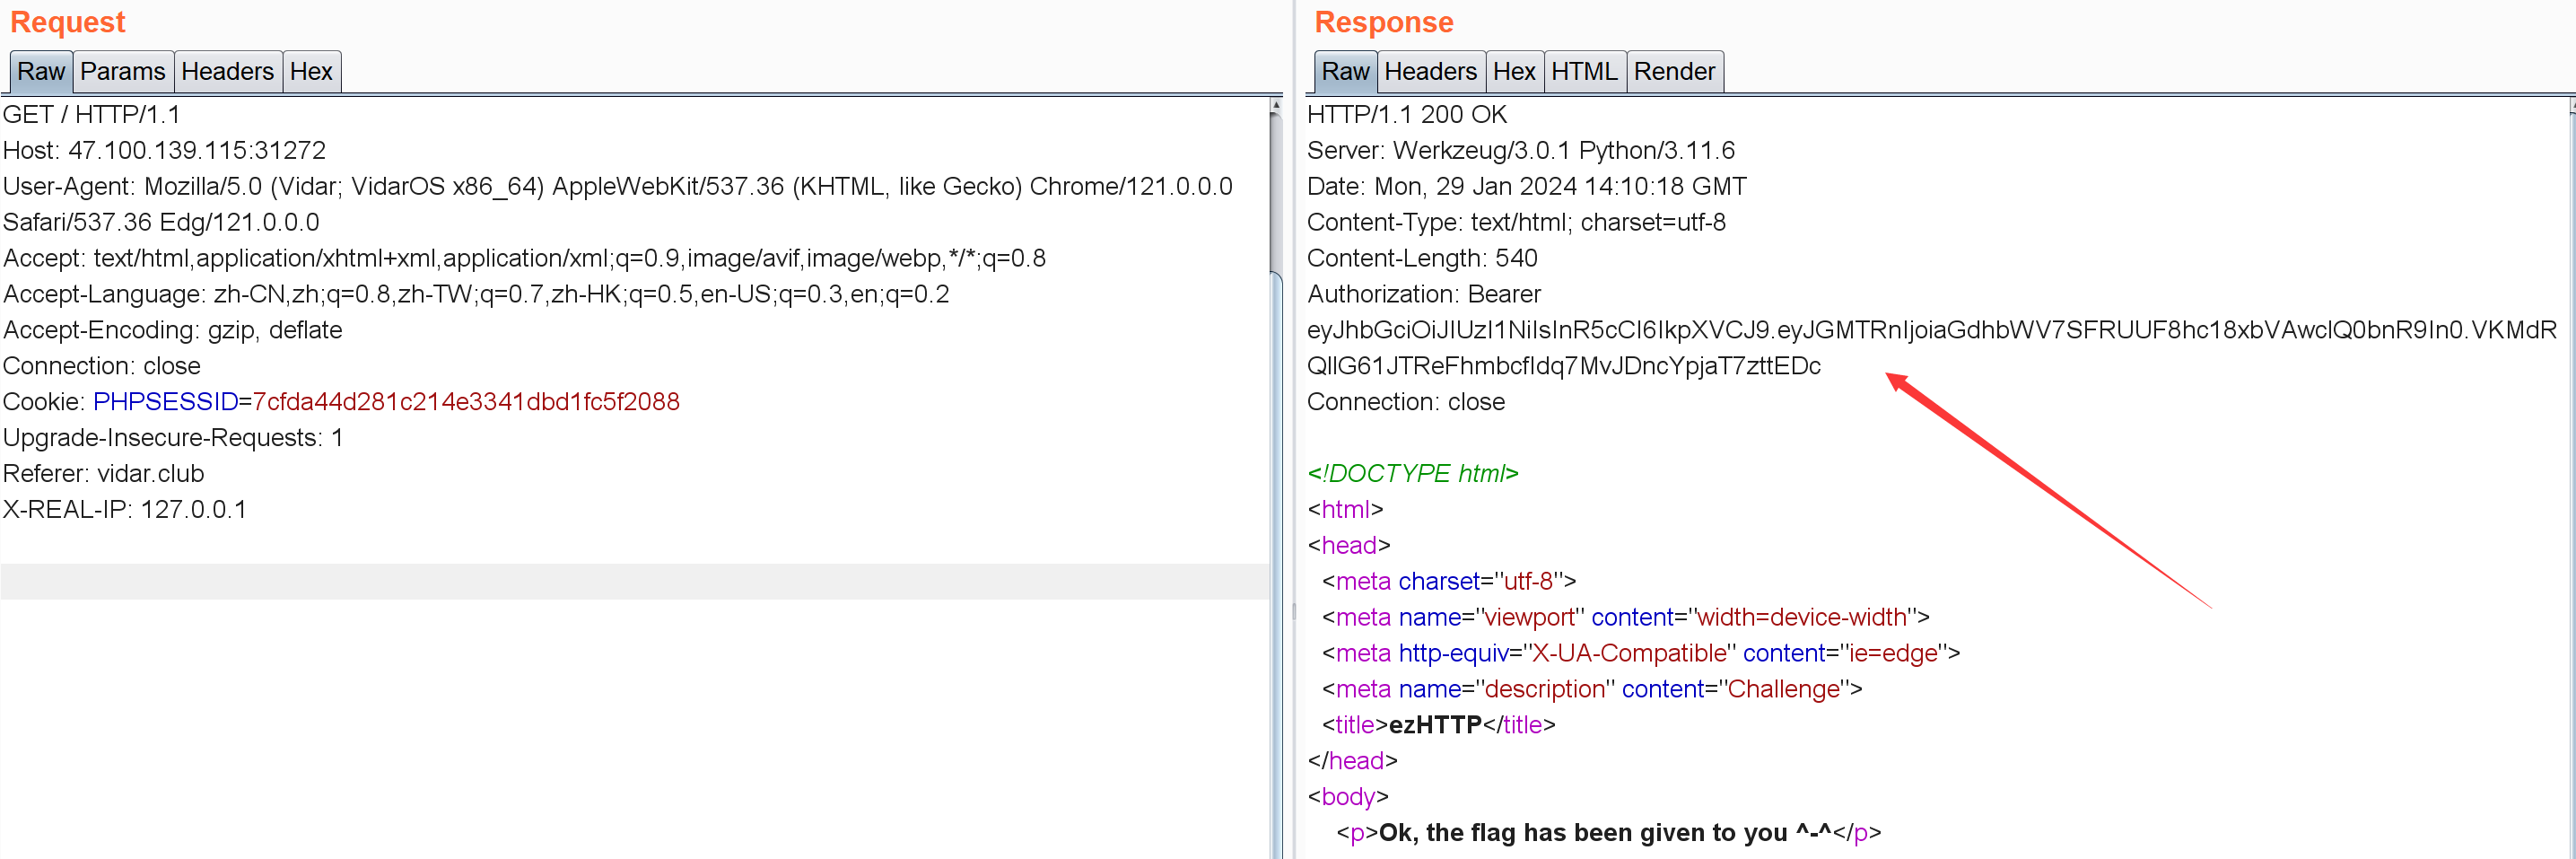 Request
Raw Params Headers Hex
GET / HTTP/1.1
Host: 47.100.139.115:31272
User-Agent: Mozilla/5.0 (Vidar; VidarOS x86_64) AppleWebKit/537.36 (KHTML, like Gecko) Chrome/121.0.0.0
Safari/537.36 Edg/121.0.0.0
Accept: text/html,application/xhtml+xml,application/xml;q=0.9,image/avif,image/webp,*/*;q=0.8
Accept-Language: zh-CN,zh;q=0.8,zh-TW;q=0.7,zh-HK;q=0.5,en-US;q=0.3,en;q=0.2
Accept-Encoding: gzip, deflate
Connection: close
Cookie: PHPSESSID=7cfda44d281c214e3341dbd1fc5f2088
Upgrade-Insecure-Requests: 1
Referer: vidar.club
X-REAL-IP: 127.0.0.1
Response
Raw Headers Hex HTML Render
HTTP/1.1 200 OK
Server: Werkzeug/3.0.1 Python/3.11.6
Date: Mon, 29 Jan 2024 14:10:18 GMT
Content-Type: text/html; charset=utf-8
Content-Length: 540
Authorization: Bearer
eyJhbGciOiJIUzI1NiIsInR5cCI6IkpXVCJ9.eyJGMTRnIjoiaGdhbWV7SFRUUF8hc18xbVAwclQ0bnR9In0.VKMdR
QllG61JTReFhmbcfIdq7MvJDncYpjaT7zttEDc
Connection: close
<!DOCTYPE html>
<html>
<head>
<meta charset="utf-8">
<meta name="viewport" content="width=device-width">
<meta http-equiv="X-UA-Compatible" content="ie=edge">
<meta name="description" content="Challenge">
<title>ezHTTP</title>
</head>
<body>
<p>Ok, the flag has been given to you ^-^</p>